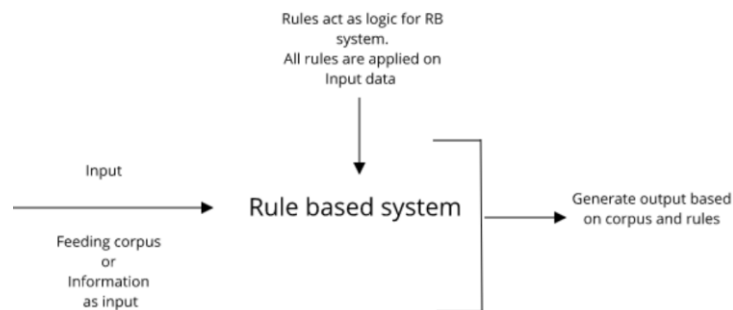 Rules act as logic for RB
system.
All rules are applied on
Input data
Input
Rule based system
Generate output based
on corpus and rules
Feeding corpus
or
Information
as input